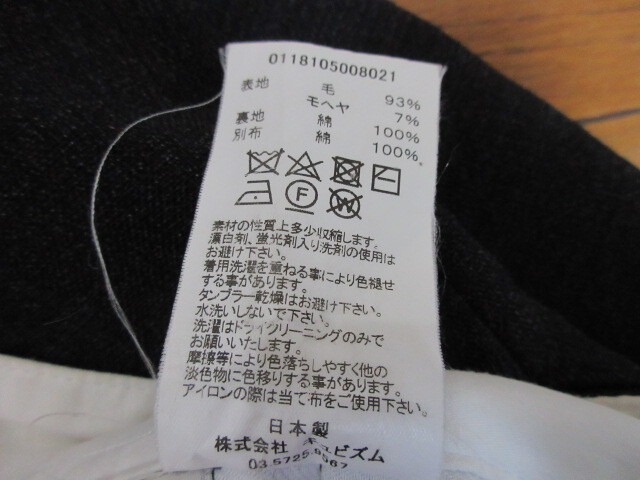 0118105008021
表地 毛 93%
モヘヤ 7%
裏地 綿 100%
別布 綿 100%
F
W
素材の性質上多少収縮します。
漂白剤、蛍光剤入り洗剤の使用は
お避け下さい。
着用洗濯を重ねる事により色褪せ
する事があります。
タンブラー乾燥はお避け下さい。
水洗いしないで下さい。
洗濯はドライクリーニングのみで
お願いいたします。
摩擦等により色落ちしやすく他の
淡色物に色移りする事があります。
アイロンの際は当て布をご使用下さい。
日本製
株式会社 キュビズム
03.5725.